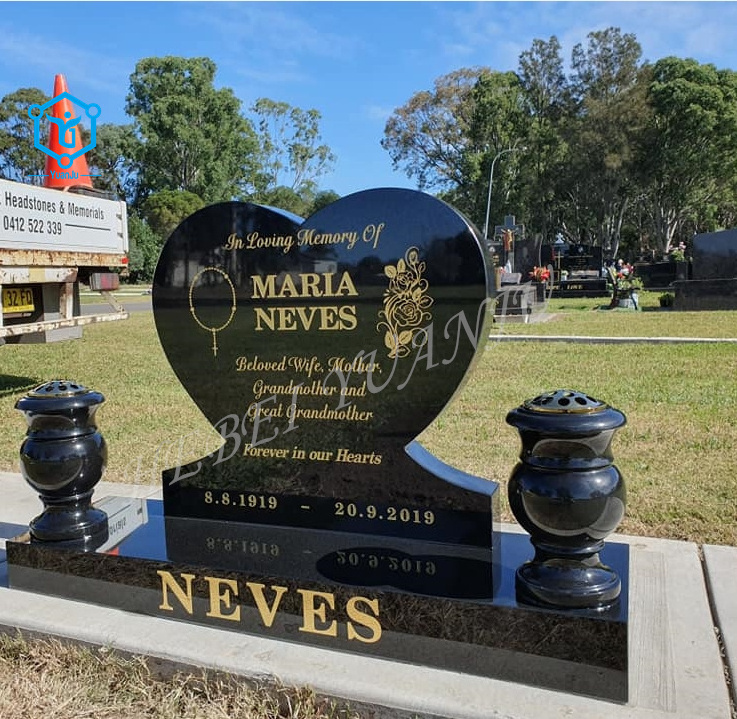 YUANJU
Headstones & Memorials
0412 522 339
In Loving Memory Of
MARIA
NEVES
Beloved Wife, Mother,
Grandmother and
Great Grandmother
Forever in our Hearts
8.8.1919 - 20.9.2019
NEVES